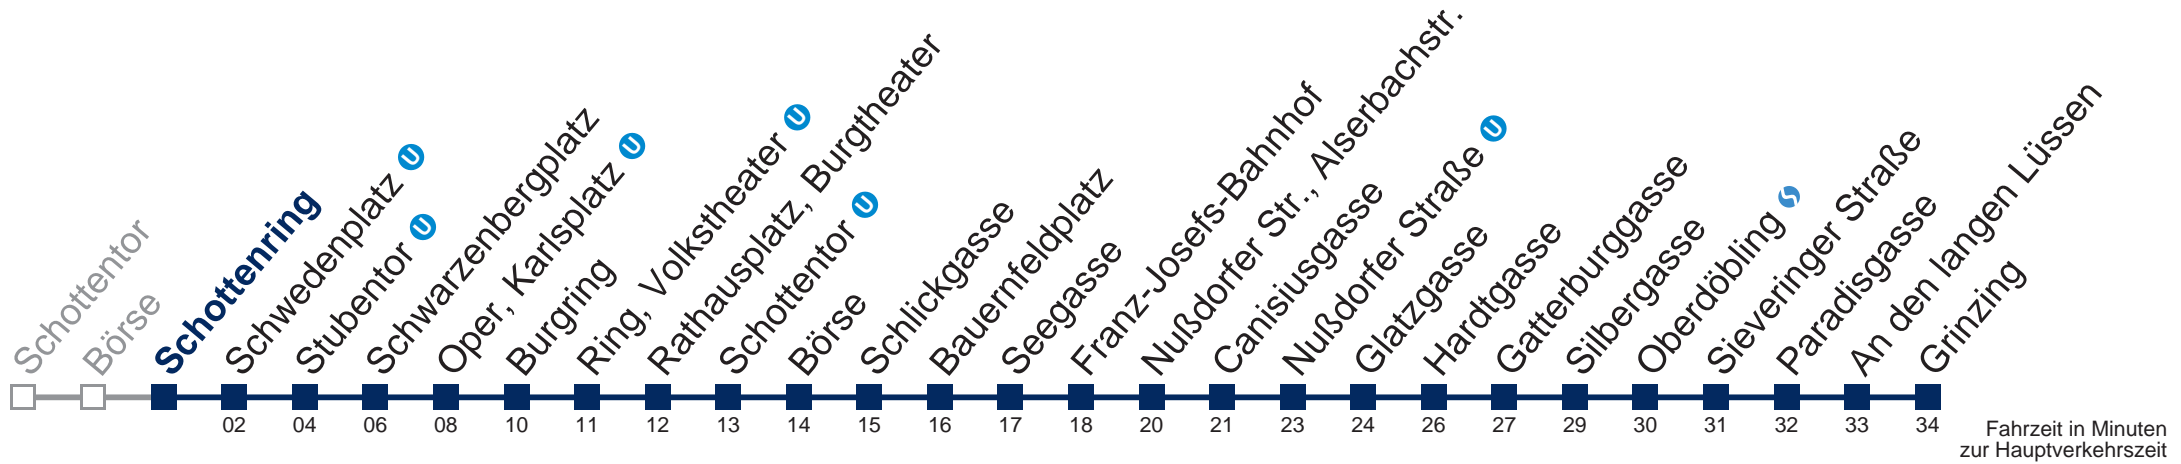 Schottentor
Börse
Schottenring
Schwedenplatz U
Stubentor U
Schwarzenbergplatz
Oper, Karlsplatz U
Burgring
Ring, Volkstheater U
Rathausplatz, Burgtheater
Schottentor U
Börse
Schlickgasse
Bauernfeldplatz
Seegasse
Franz-Josefs-Bahnhof
Nußdorfer Str., Alserbachstr.
Canisiusgasse
Nußdorfer Straße U
Glatzgasse
Hardtgasse
Gatterburggasse
Silbergasse
Oberdöbling S
Sieveringer Straße
Paradisgasse
An den langen Lüssen
Grinzing
02 04 06 08 10 11 12 13 14 15 16 17 18 20 21 23 24 26 27 29 30 31 32 33 34
Fahrzeit in Minuten
zur Hauptverkehrszeit